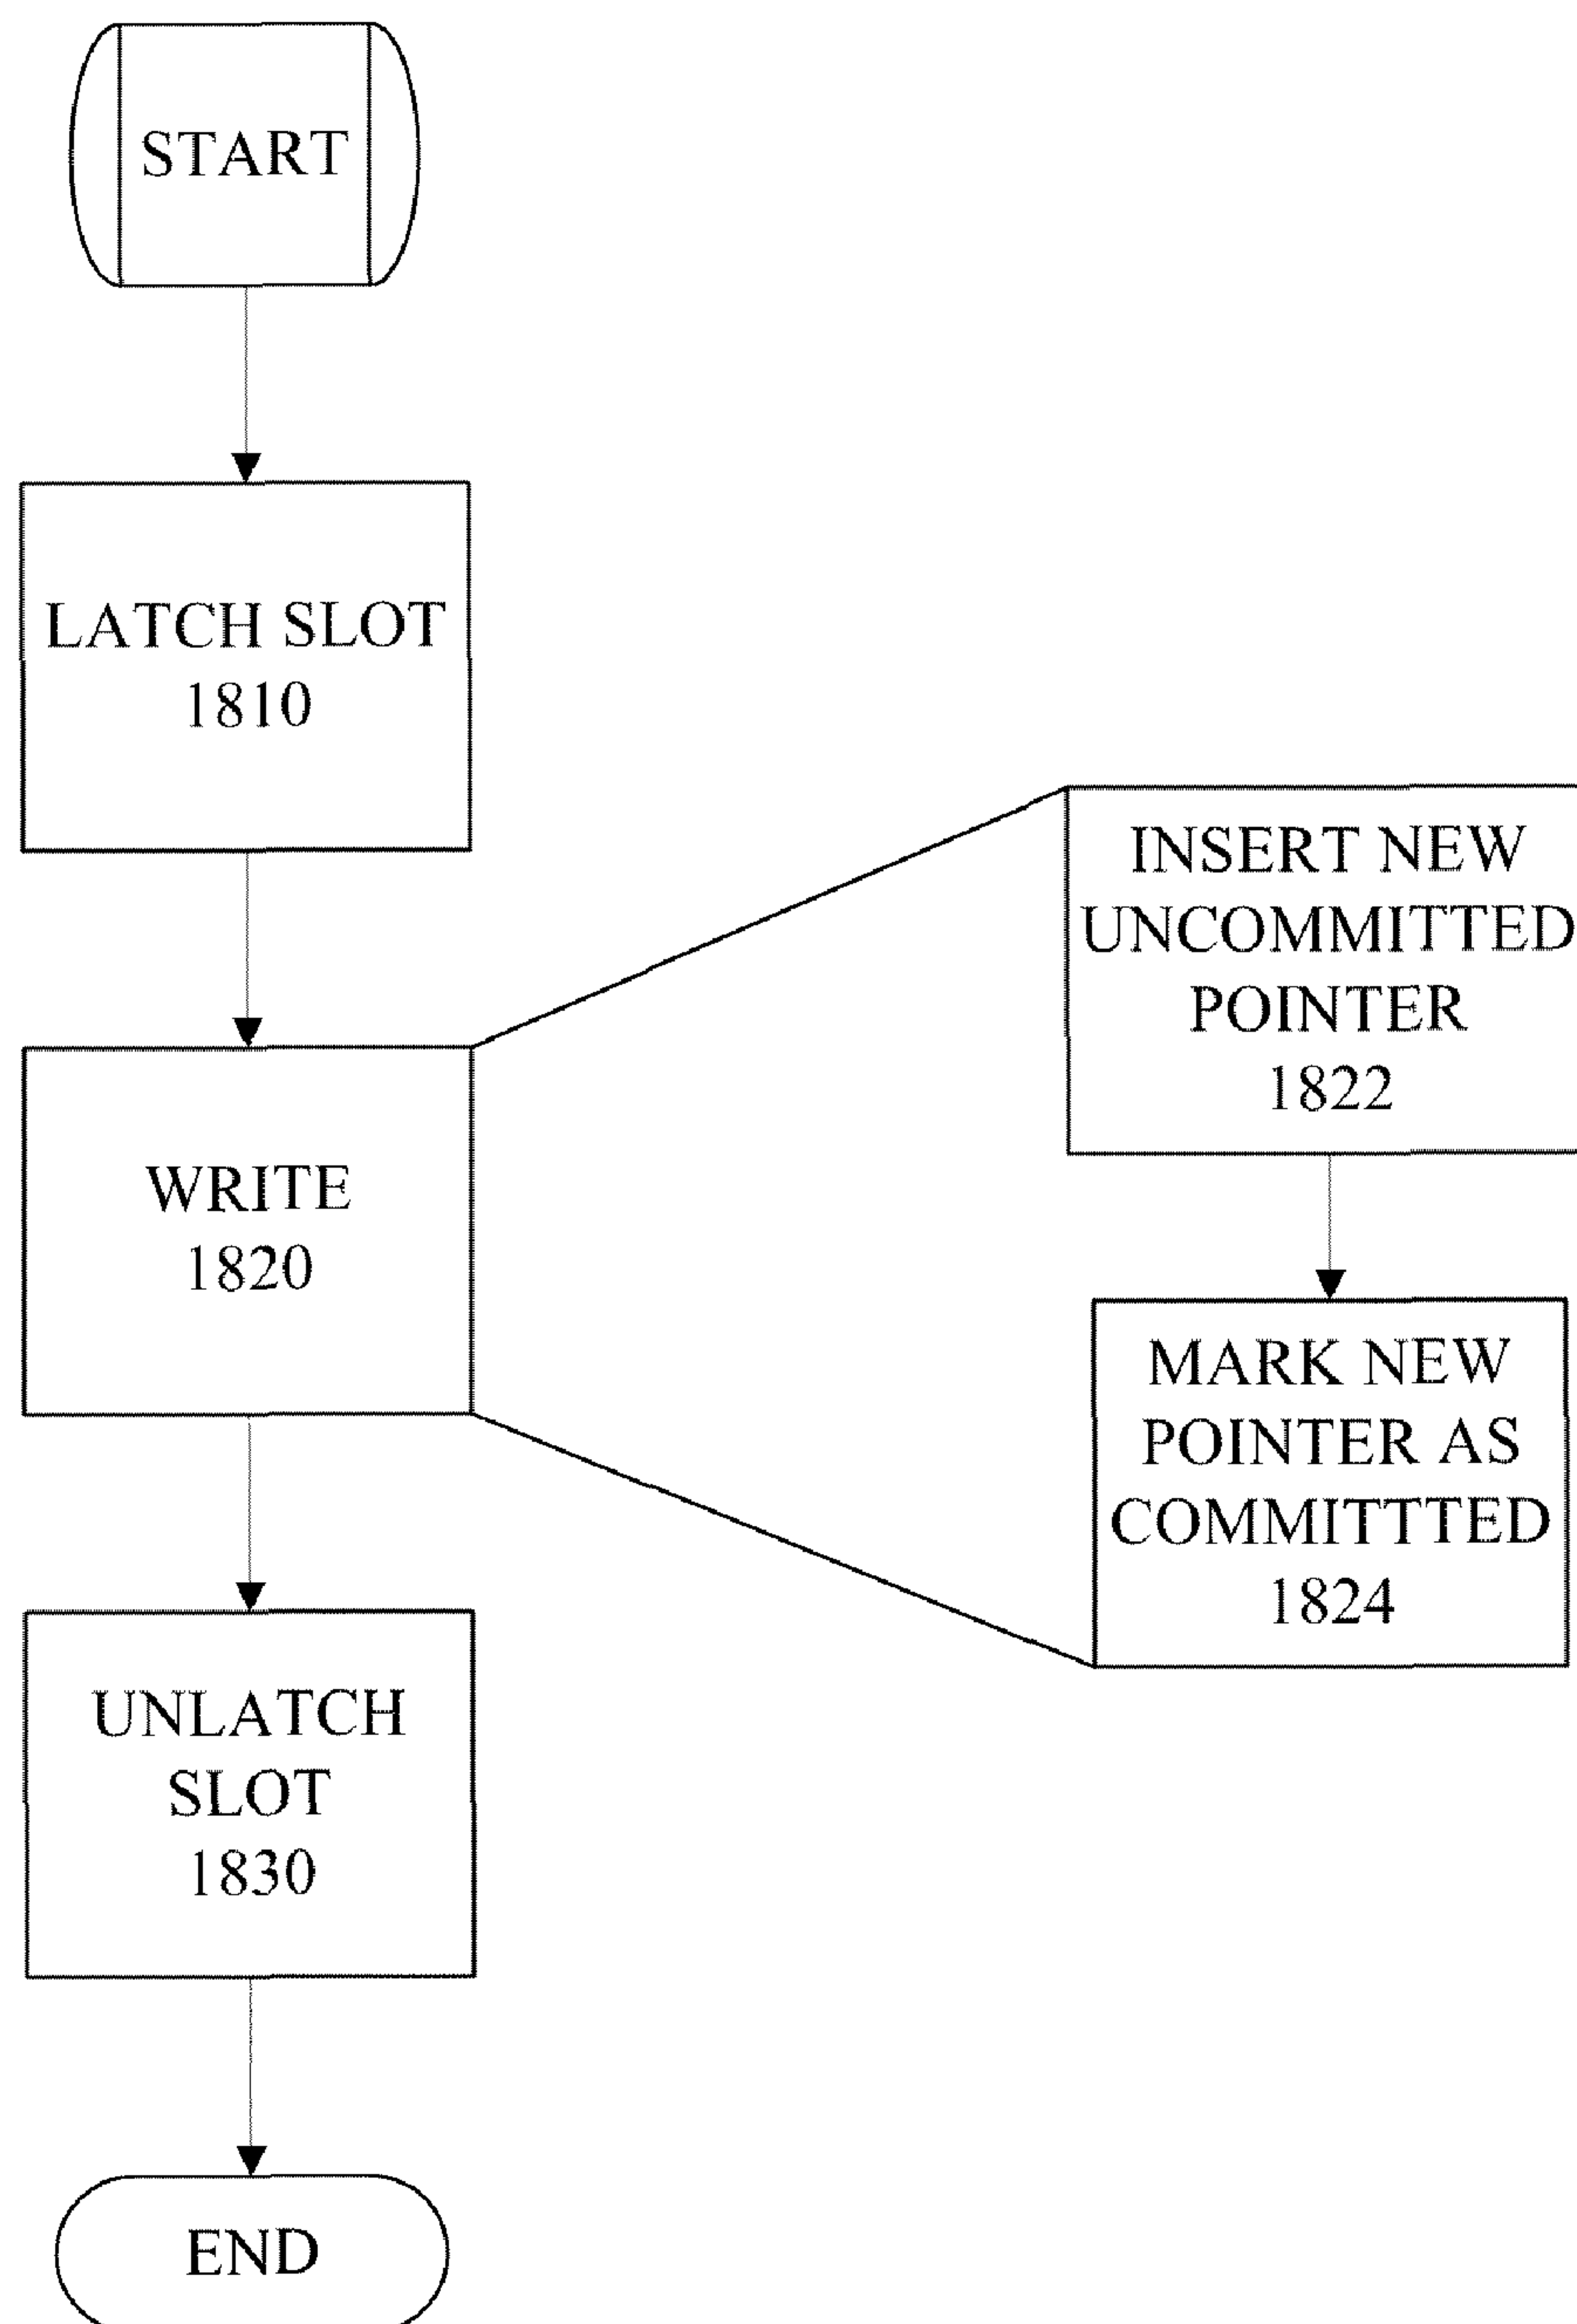 START
LATCH SLOT
1810
WRITE
1820
UNLATCH
SLOT
1830
END
INSERT NEW
UNCOMMITTED
POINTER
1822
MARK NEW
POINTER AS
COMMITTTED
1824